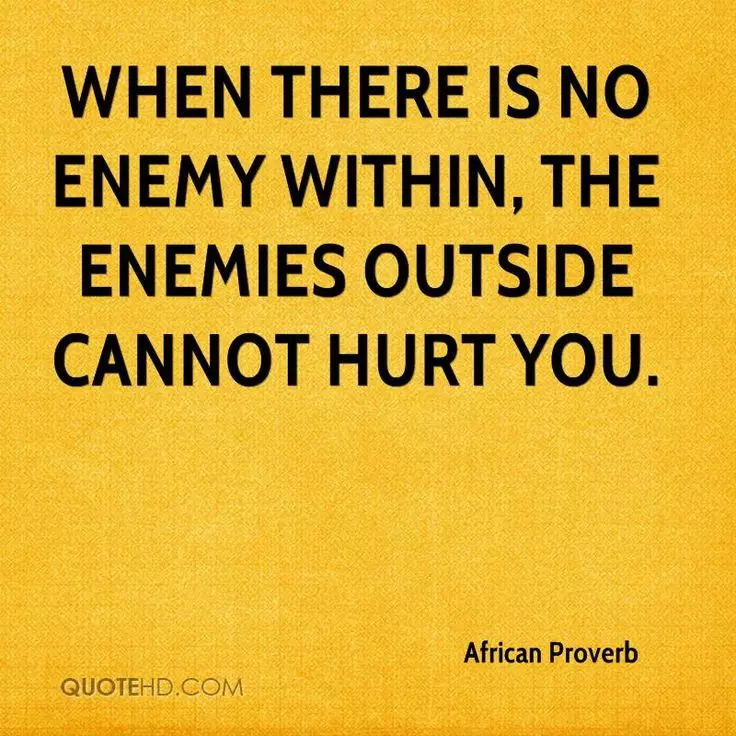 WHEN THERE IS NO
ENEMY WITHIN, THE
ENEMIES OUTSIDE
CANNOT HURT YOU.
African Proverb
QUOTEHD.COM